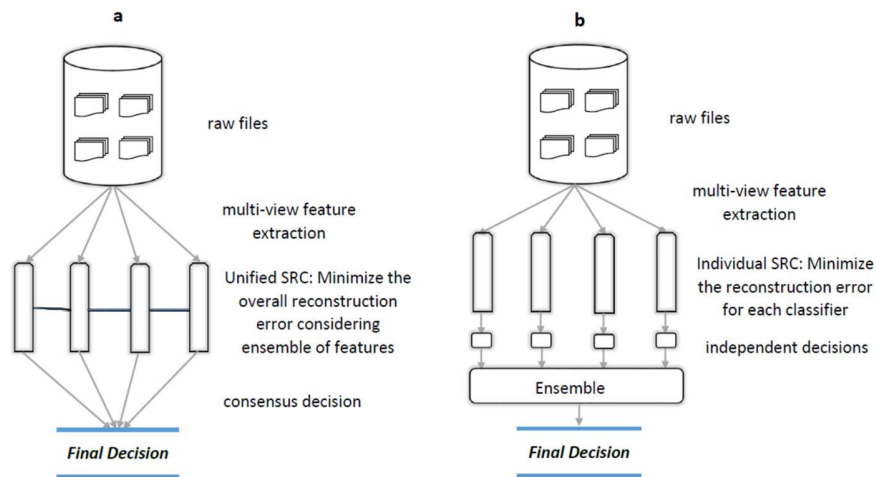 a
raw files
multi-view feature
extraction
Unified SRC: Minimize the
overall reconstruction
error considering
ensemble of features
consensus decision
Final Decision
b
raw files
multi-view feature
extraction
Individual SRC: Minimize
the reconstruction error
for each classifier
independent decisions
Ensemble
Final Decision